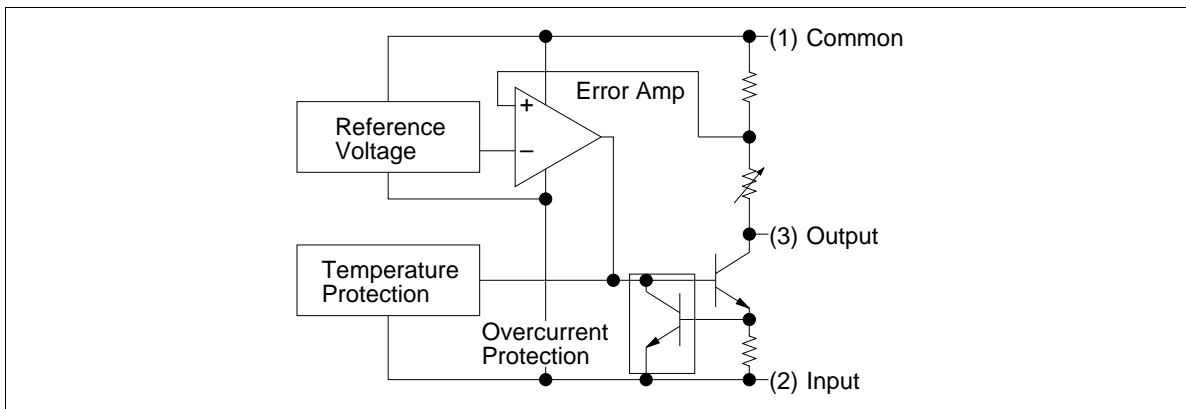 (1) Common
Error Amp
+
Reference
Voltage
−
(3) Output
Temperature
Protection
Overcurrent
Protection
(2) Input